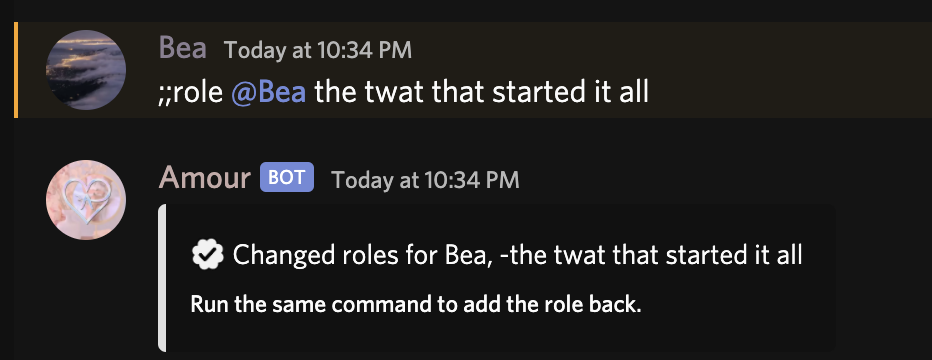 Bea Today at 10:34 PM
;;role @Bea the twat that started it all
Amour BOT Today at 10:34 PM
Changed roles for Bea, -the twat that started it all
Run the same command to add the role back.